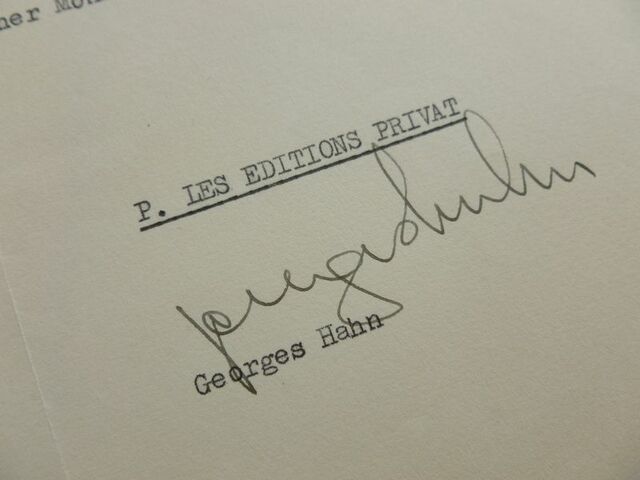 P. LES EDITIONS PRIVAT
Georges Hahn